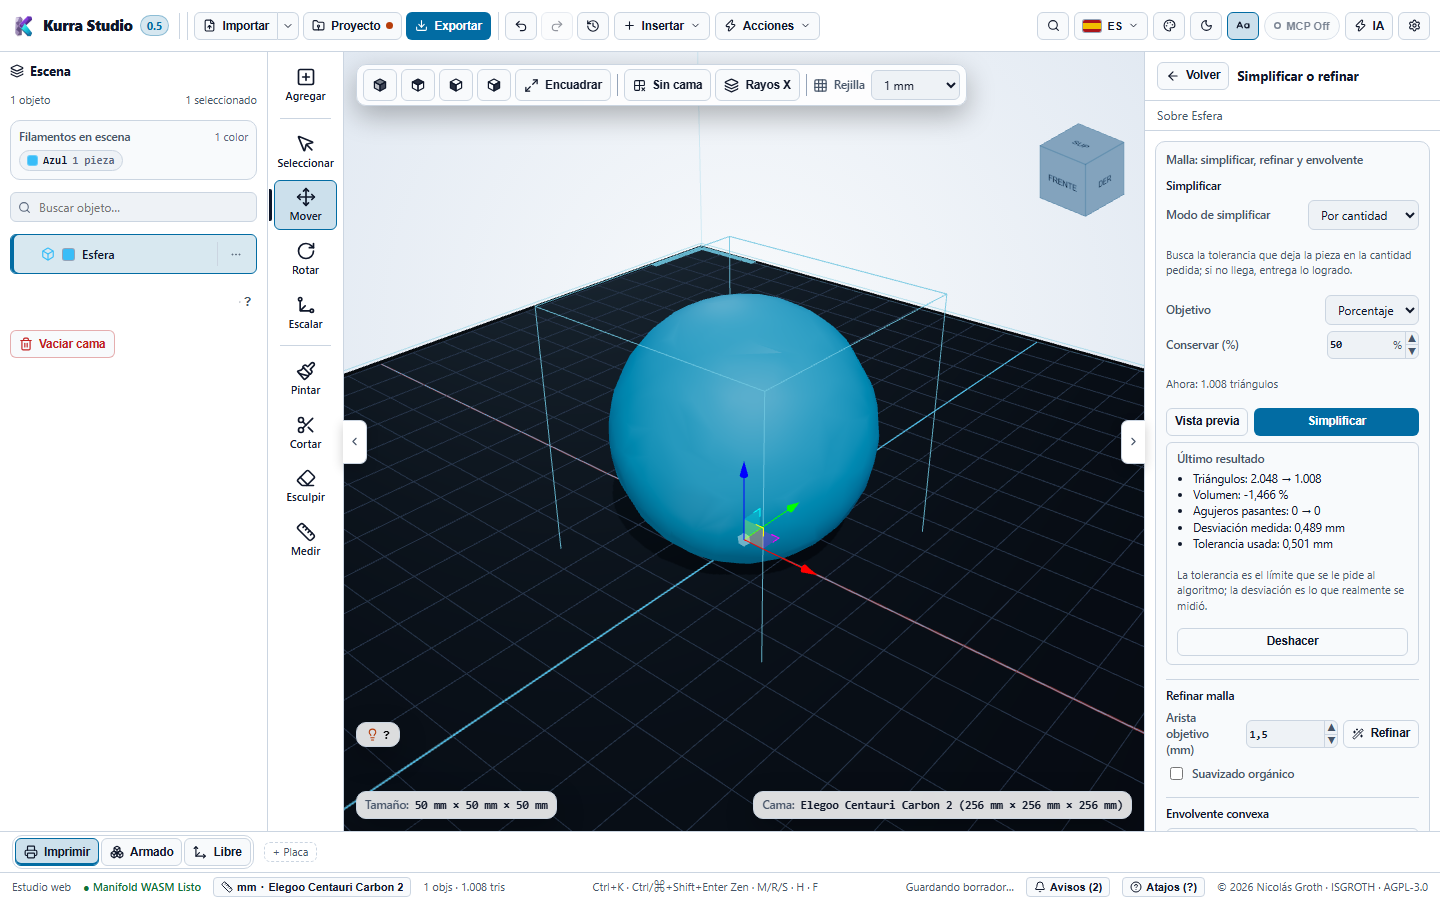 Kurra Studio 0.5
Importar
Proyecto
Exportar
Insertar
Acciones
ES
Aa
MCP Off
IA
Escena
1 objeto
1 seleccionado
Filamentos en escena
1 color
Azul 1 pieza
Buscar objeto...
Esfera
...
?
Vaciar cama
Agregar
Seleccionar
Mover
Rotar
Escalar
Pintar
Cortar
Esculpir
Medir
Encuadrar
Sin cama
Rayos X
Rejilla
1 mm
SUP
FRENTE
DER
?
Tamaño: 50 mm × 50 mm × 50 mm
Cama: Elegoo Centauri Carbon 2 (256 mm × 256 mm × 256 mm)
Volver
Simplificar o refinar
Sobre Esfera
Malla: simplificar, refinar y envolvente
Simplificar
Modo de simplificar
Por cantidad
Busca la tolerancia que deja la pieza en la cantidad
pedida; si no llega, entrega lo logrado.
Objetivo
Porcentaje
Conservar (%)
50 %
Ahora: 1.008 triángulos
Vista previa
Simplificar
Último resultado
• Triángulos: 2.048 → 1.008
• Volumen: -1,466 %
• Agujeros pasantes: 0 → 0
• Desviación medida: 0,489 mm
• Tolerancia usada: 0,501 mm
La tolerancia es el límite que se le pide al
algoritmo; la desviación es lo que realmente se
midió.
Deshacer
Refinar malla
Arista
objetivo
(mm)
1,5
Refinar
Suavizado orgánico
Envolvente convexa
Imprimir
Armado
Libre
+ Placa
Estudio web
● Manifold WASM Listo
mm · Elegoo Centauri Carbon 2
1 objs · 1.008 tris
Ctrl+K · Ctrl/⌘+Shift+Enter Zen · M/R/S · H · F
Guardando borrador...
Avisos (2)
Atajos (?)
© 2026 Nicolás Groth · ISGROTH · AGPL-3.0